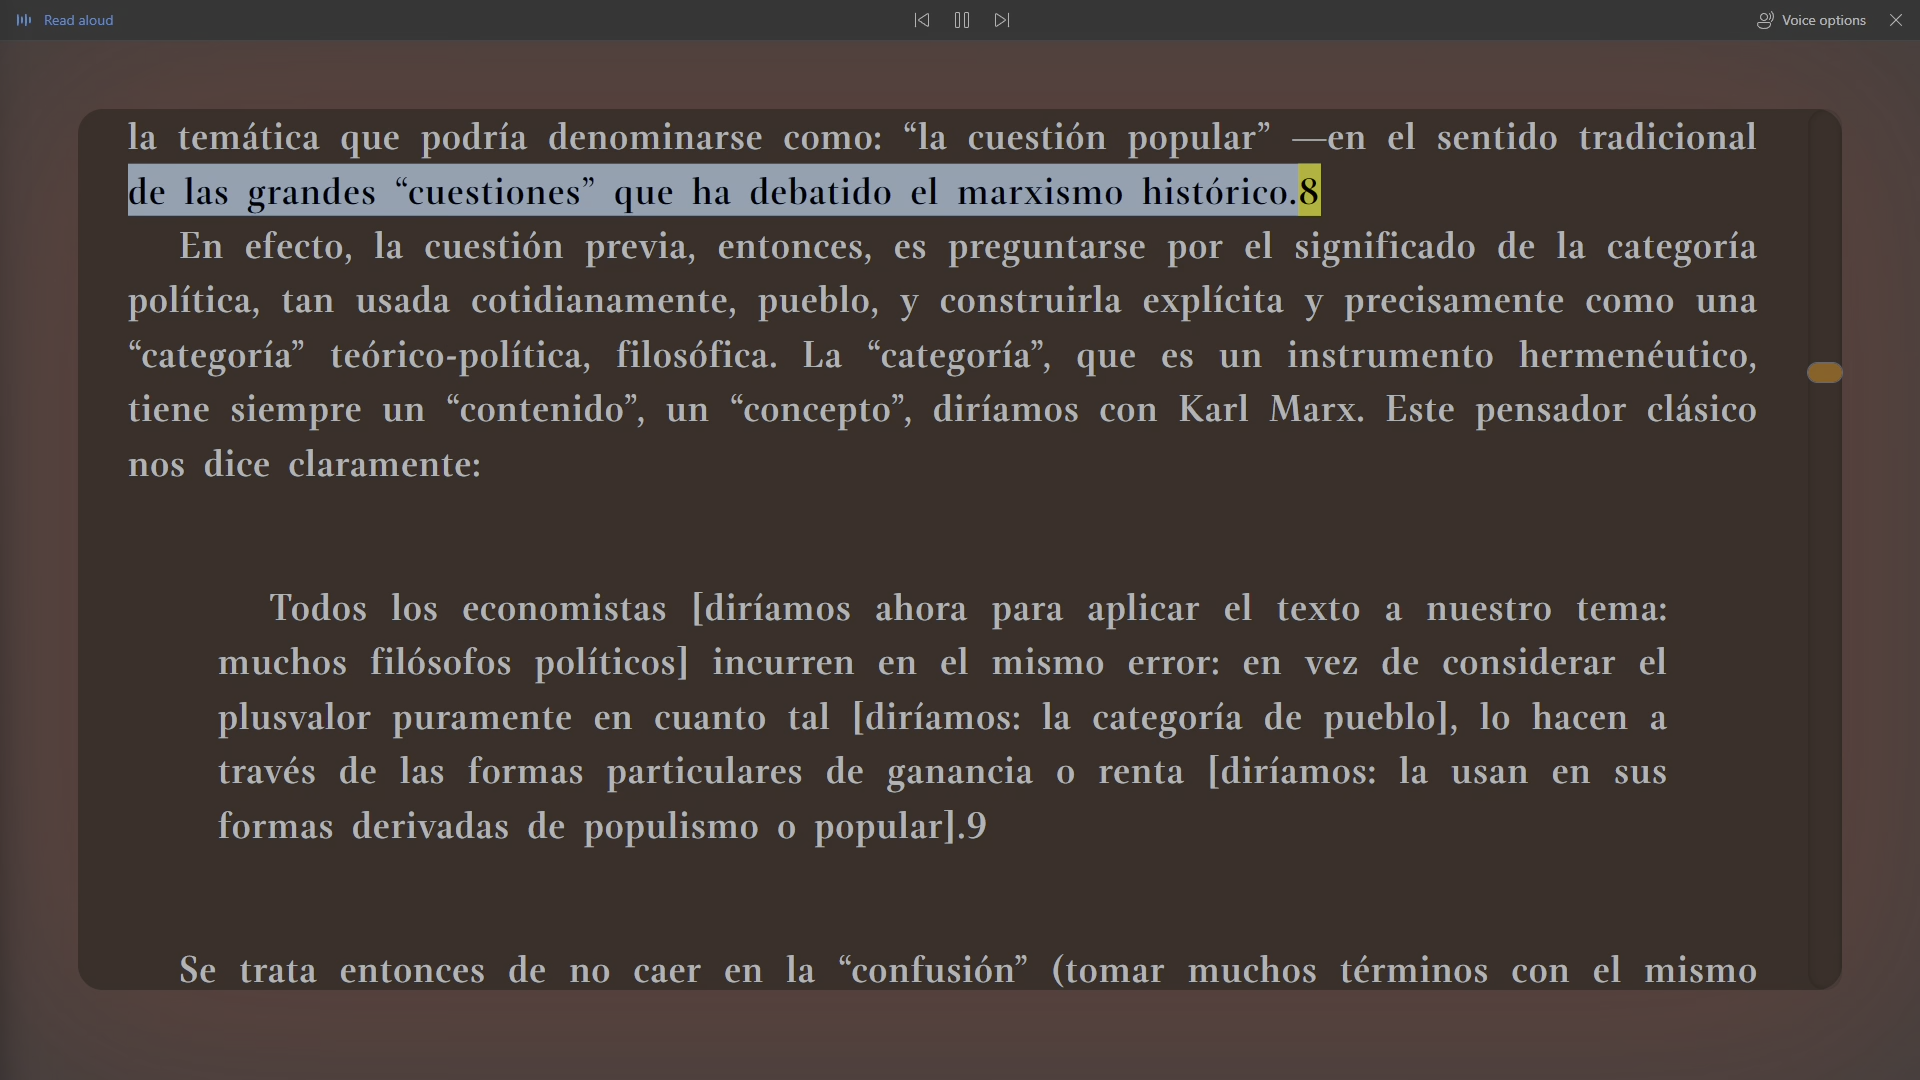 Read aloud
Voice options
la temática que podría denominarse como: “la cuestión popular” —en el sentido tradicional
de las grandes “cuestiones” que ha debatido el marxismo histórico.8
En efecto, la cuestión previa, entonces, es preguntarse por el significado de la categoría
política, tan usada cotidianamente, pueblo, y construirla explícita y precisamente como una
“categoría” teórico-política, filosófica. La “categoría”, que es un instrumento hermenéutico,
tiene siempre un “contenido”, un “concepto”, diríamos con Karl Marx. Este pensador clásico
nos dice claramente:
Todos los economistas [diríamos ahora para aplicar el texto a nuestro tema:
muchos filósofos políticos] incurren en el mismo error: en vez de considerar el
plusvalor puramente en cuanto tal [diríamos: la categoría de pueblo], lo hacen a
través de las formas particulares de ganancia o renta [diríamos: la usan en sus
formas derivadas de populismo o popular].9
Se trata entonces de no caer en la “confusión” (tomar muchos términos con el mismo